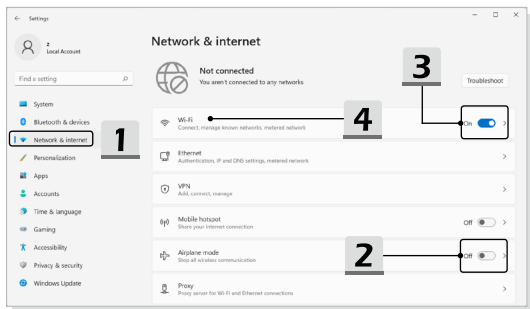 Settings
z
Local Account
Find a setting
System
Bluetooth & devices
Network & internet
Personalization
Apps
Accounts
Time & language
Gaming
Accessibility
Privacy & security
Windows Update
1
Network & internet
Not connected
You aren't connected to any networks
Troubleshoot
3
Wi-Fi
Connect, manage known networks, metered network
4
On
Ethernet
Authentication, IP and DNS settings, metered network
VPN
Add, connect, manage
Mobile hotspot
Share your internet connection
Off
Airplane mode
Stop all wireless communication
2
Off
Proxy
Proxy server for Wi-Fi and Ethernet connections